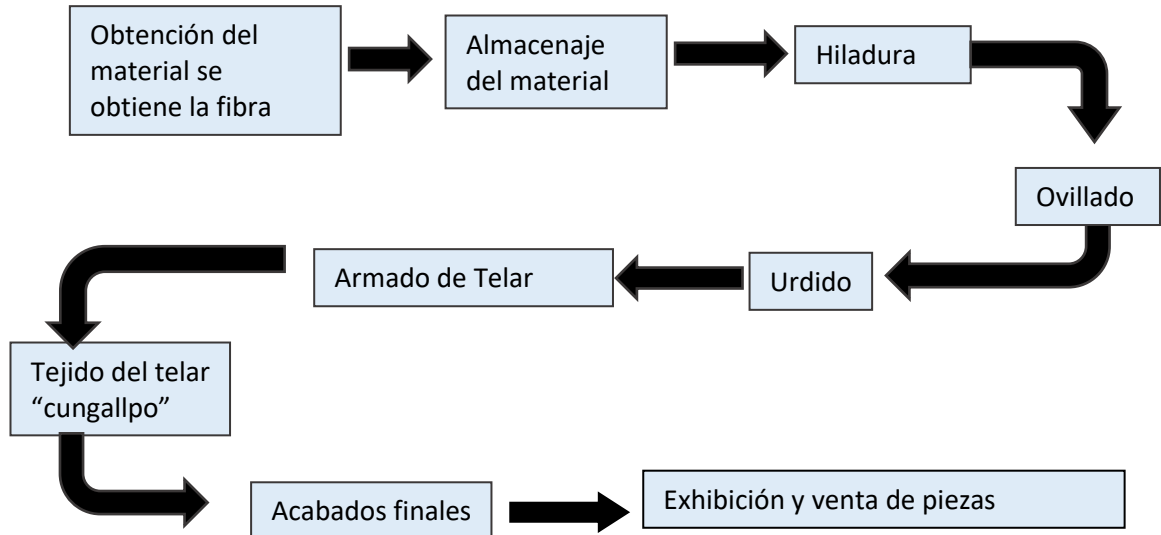 Obtención del
material se
obtiene la fibra
Almacenaje
del material
Hiladura
Ovillado
Urdido
Armado de Telar
Tejido del telar
“cungallpo”
Acabados finales
Exhibición y venta de piezas